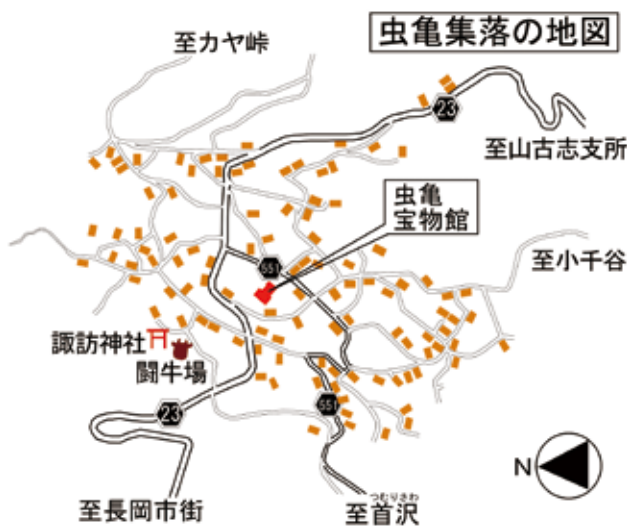 虫亀集落の地図
至カヤ峠
23
至山古志支所
虫亀
宝物館
至小千谷
551
諏訪神社
闘牛場
23
551
N
至長岡市街
つむりさわ
至首沢